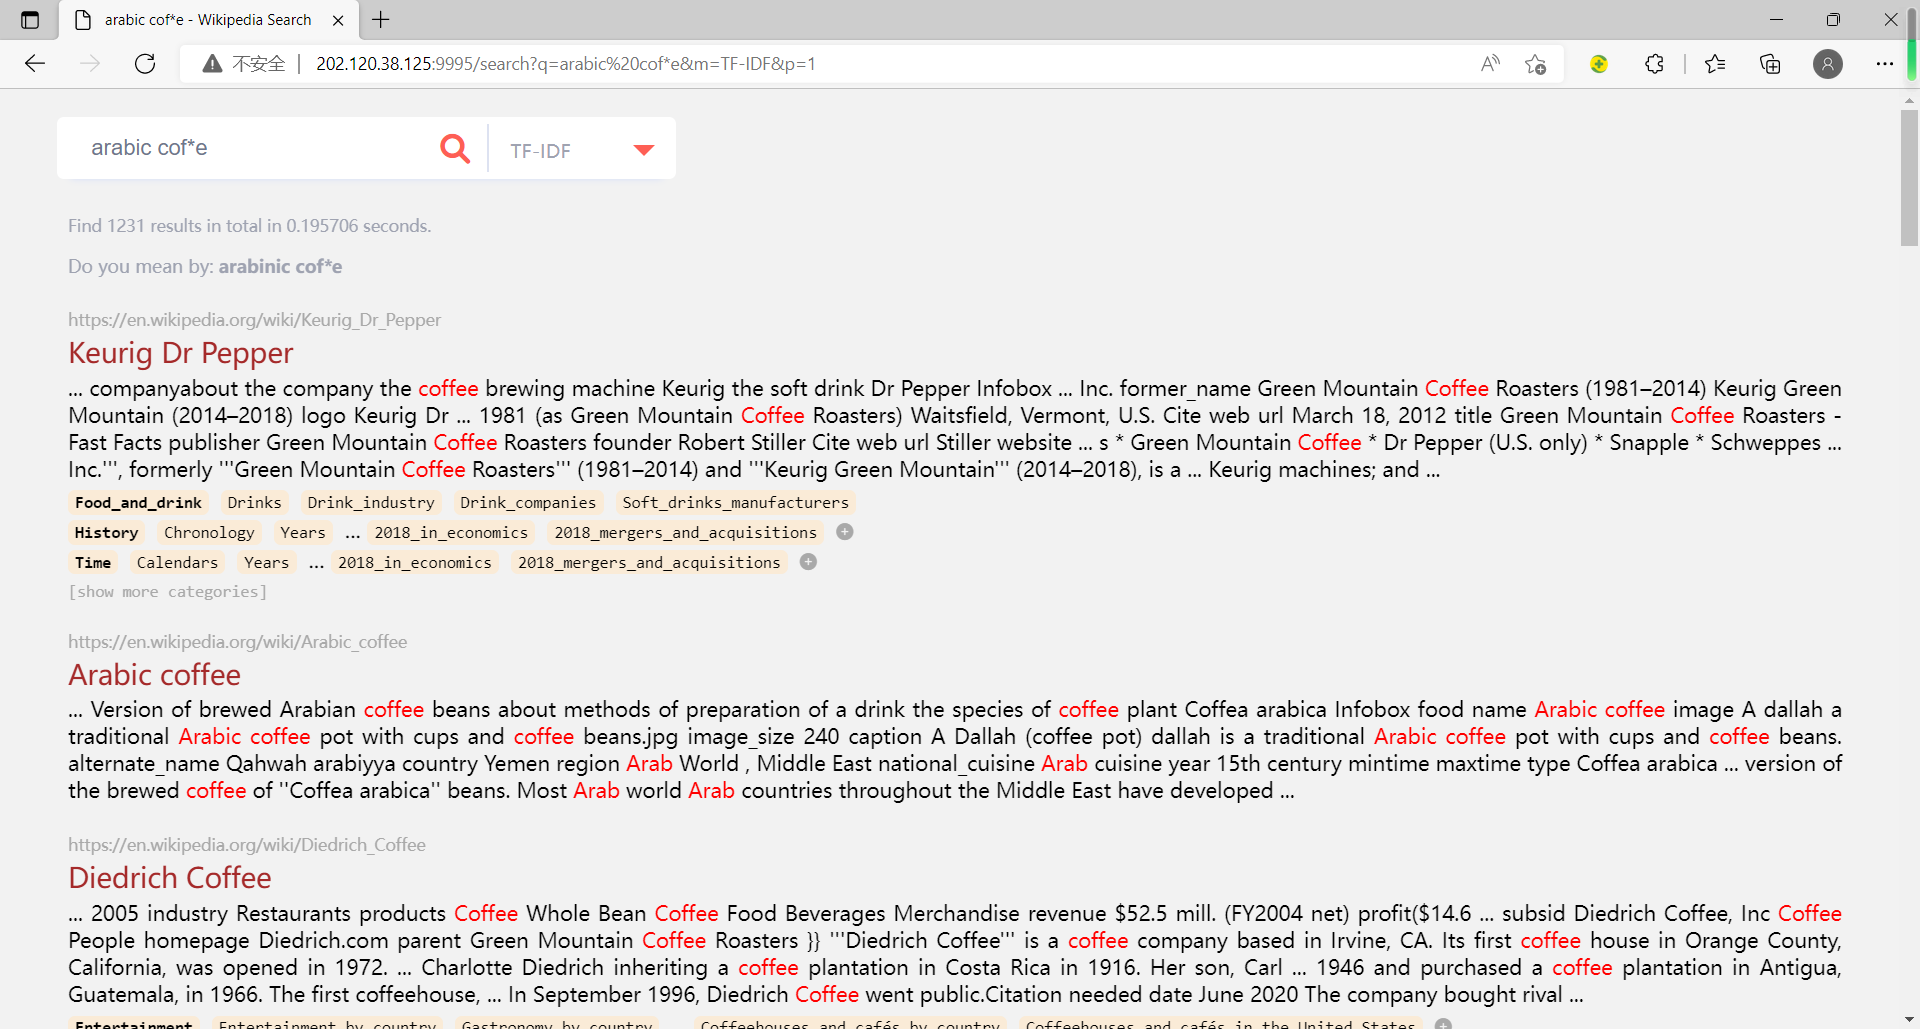 arabic cof*e - Wikipedia Search
不安全 202.120.38.125:9995/search?q=arabic%20cof*e&m=TF-IDF&p=1
arabic cof*e TF-IDF
Find 1231 results in total in 0.195706 seconds.
Do you mean by: arabinic cof*e
https://en.wikipedia.org/wiki/Keurig_Dr_Pepper
Keurig Dr Pepper
... companyabout the company the coffee brewing machine Keurig the soft drink Dr Pepper Infobox ... Inc. former_name Green Mountain Coffee Roasters (1981–2014) Keurig Green
Mountain (2014–2018) logo Keurig Dr ... 1981 (as Green Mountain Coffee Roasters) Waitsfield, Vermont, U.S. Cite web url March 18, 2012 title Green Mountain Coffee Roasters -
Fast Facts publisher Green Mountain Coffee Roasters founder Robert Stiller Cite web url Stiller website ... s * Green Mountain Coffee * Dr Pepper (U.S. only) * Snapple * Schweppes ...
Inc.''', formerly '''Green Mountain Coffee Roasters''' (1981–2014) and '''Keurig Green Mountain''' (2014–2018), is a ... Keurig machines; and ...
Food_and_drink Drinks Drink_industry Drink_companies Soft_drinks_manufacturers
History Chronology Years ... 2018_in_economics 2018_mergers_and_acquisitions +
Time Calendars Years ... 2018_in_economics 2018_mergers_and_acquisitions +
[show more categories]
https://en.wikipedia.org/wiki/Arabic_coffee
Arabic coffee
... Version of brewed Arabian coffee beans about methods of preparation of a drink the species of coffee plant Coffea arabica Infobox food name Arabic coffee image A dallah a
traditional Arabic coffee pot with cups and coffee beans.jpg image_size 240 caption A Dallah (coffee pot) dallah is a traditional Arabic coffee pot with cups and coffee beans.
alternate_name Qahwah arabiyya country Yemen region Arab World , Middle East national_cuisine Arab cuisine year 15th century mintime maxtime type Coffea arabica ... version of
the brewed coffee of ''Coffea arabica'' beans. Most Arab world Arab countries throughout the Middle East have developed ...
https://en.wikipedia.org/wiki/Diedrich_Coffee
Diedrich Coffee
... 2005 industry Restaurants products Coffee Whole Bean Coffee Food Beverages Merchandise revenue $52.5 mill. (FY2004 net) profit($14.6 ... subsid Diedrich Coffee, Inc Coffee
People homepage Diedrich.com parent Green Mountain Coffee Roasters }} '''Diedrich Coffee''' is a coffee company based in Irvine, CA. Its first coffee house in Orange County,
California, was opened in 1972. ... Charlotte Diedrich inheriting a coffee plantation in Costa Rica in 1916. Her son, Carl ... 1946 and purchased a coffee plantation in Antigua,
Guatemala, in 1966. The first coffeehouse, ... In September 1996, Diedrich Coffee went public.Citation needed date June 2020 The company bought rival ...
Entertainment Entertainment_by_country Gastronomy_by_country ... Coffeehouses_and_cafés_by_country Coffeehouses_and_cafés_in_the_United_States +